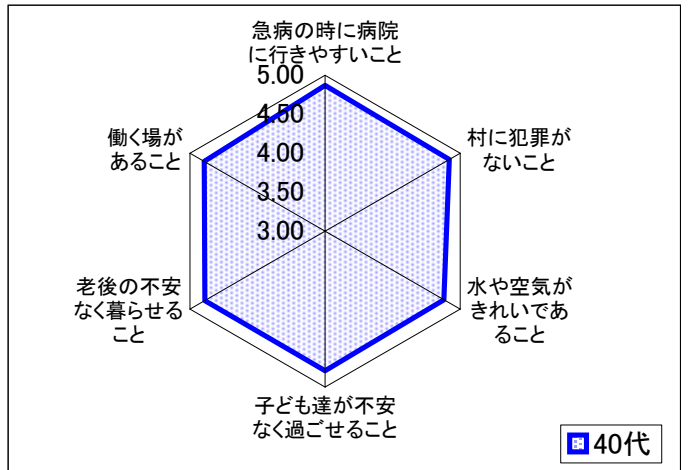 急病の時に病院
に行きやすいこと
5.00
4.50
4.00
3.50
3.00
村に犯罪が
ないこと
水や空気が
きれいであ
ること
子ども達が不安
なく過ごせること
老後の不安
なく暮らせる
こと
働く場が
あること
40代